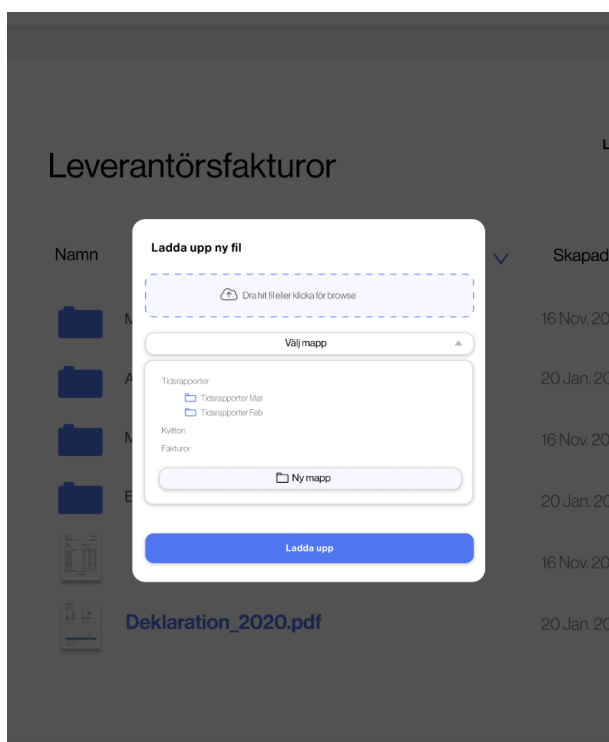 L
Leverantörsfakturor
Ladda upp ny fil
Namn
Skapad
Dra hit fil eller klicka för browse
M
16 Nov. 20
Välj mapp
A
20 Jan. 20
Tidsrapporter
Tidsrapporter Mar
Tidsrapporter Feb
Kvitton
M
16 Nov. 20
Fakturor
Ny mapp
E
20 Jan. 20
Ladda upp
16 Nov. 20
Deklaration_2020.pdf
20 Jan. 20